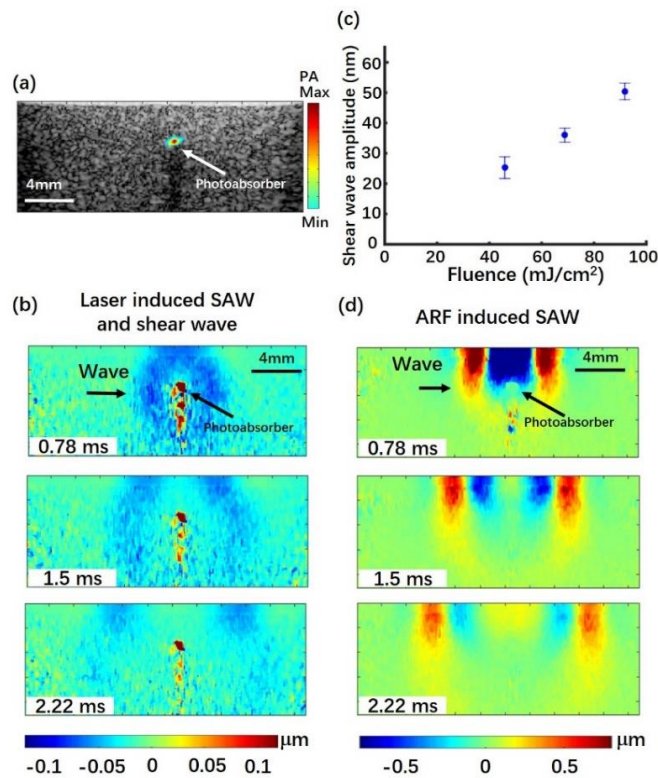 (a)
PA
Max
Photoabsorber
4mm
Min
(c)
Shear wave amplitude (nm)
60
50
40
30
20
10
0
0 20 40 60 80 100
Fluence (mJ/cm²)
(b) Laser induced SAW
and shear wave
4mm
Wave
Photoabsorber
0.78 ms
1.5 ms
2.22 ms
-0.1 -0.05 0 0.05 0.1 μm
(d) ARF induced SAW
4mm
Wave
Photoabsorber
0.78 ms
1.5 ms
2.22 ms
-0.5 0 0.5 μm